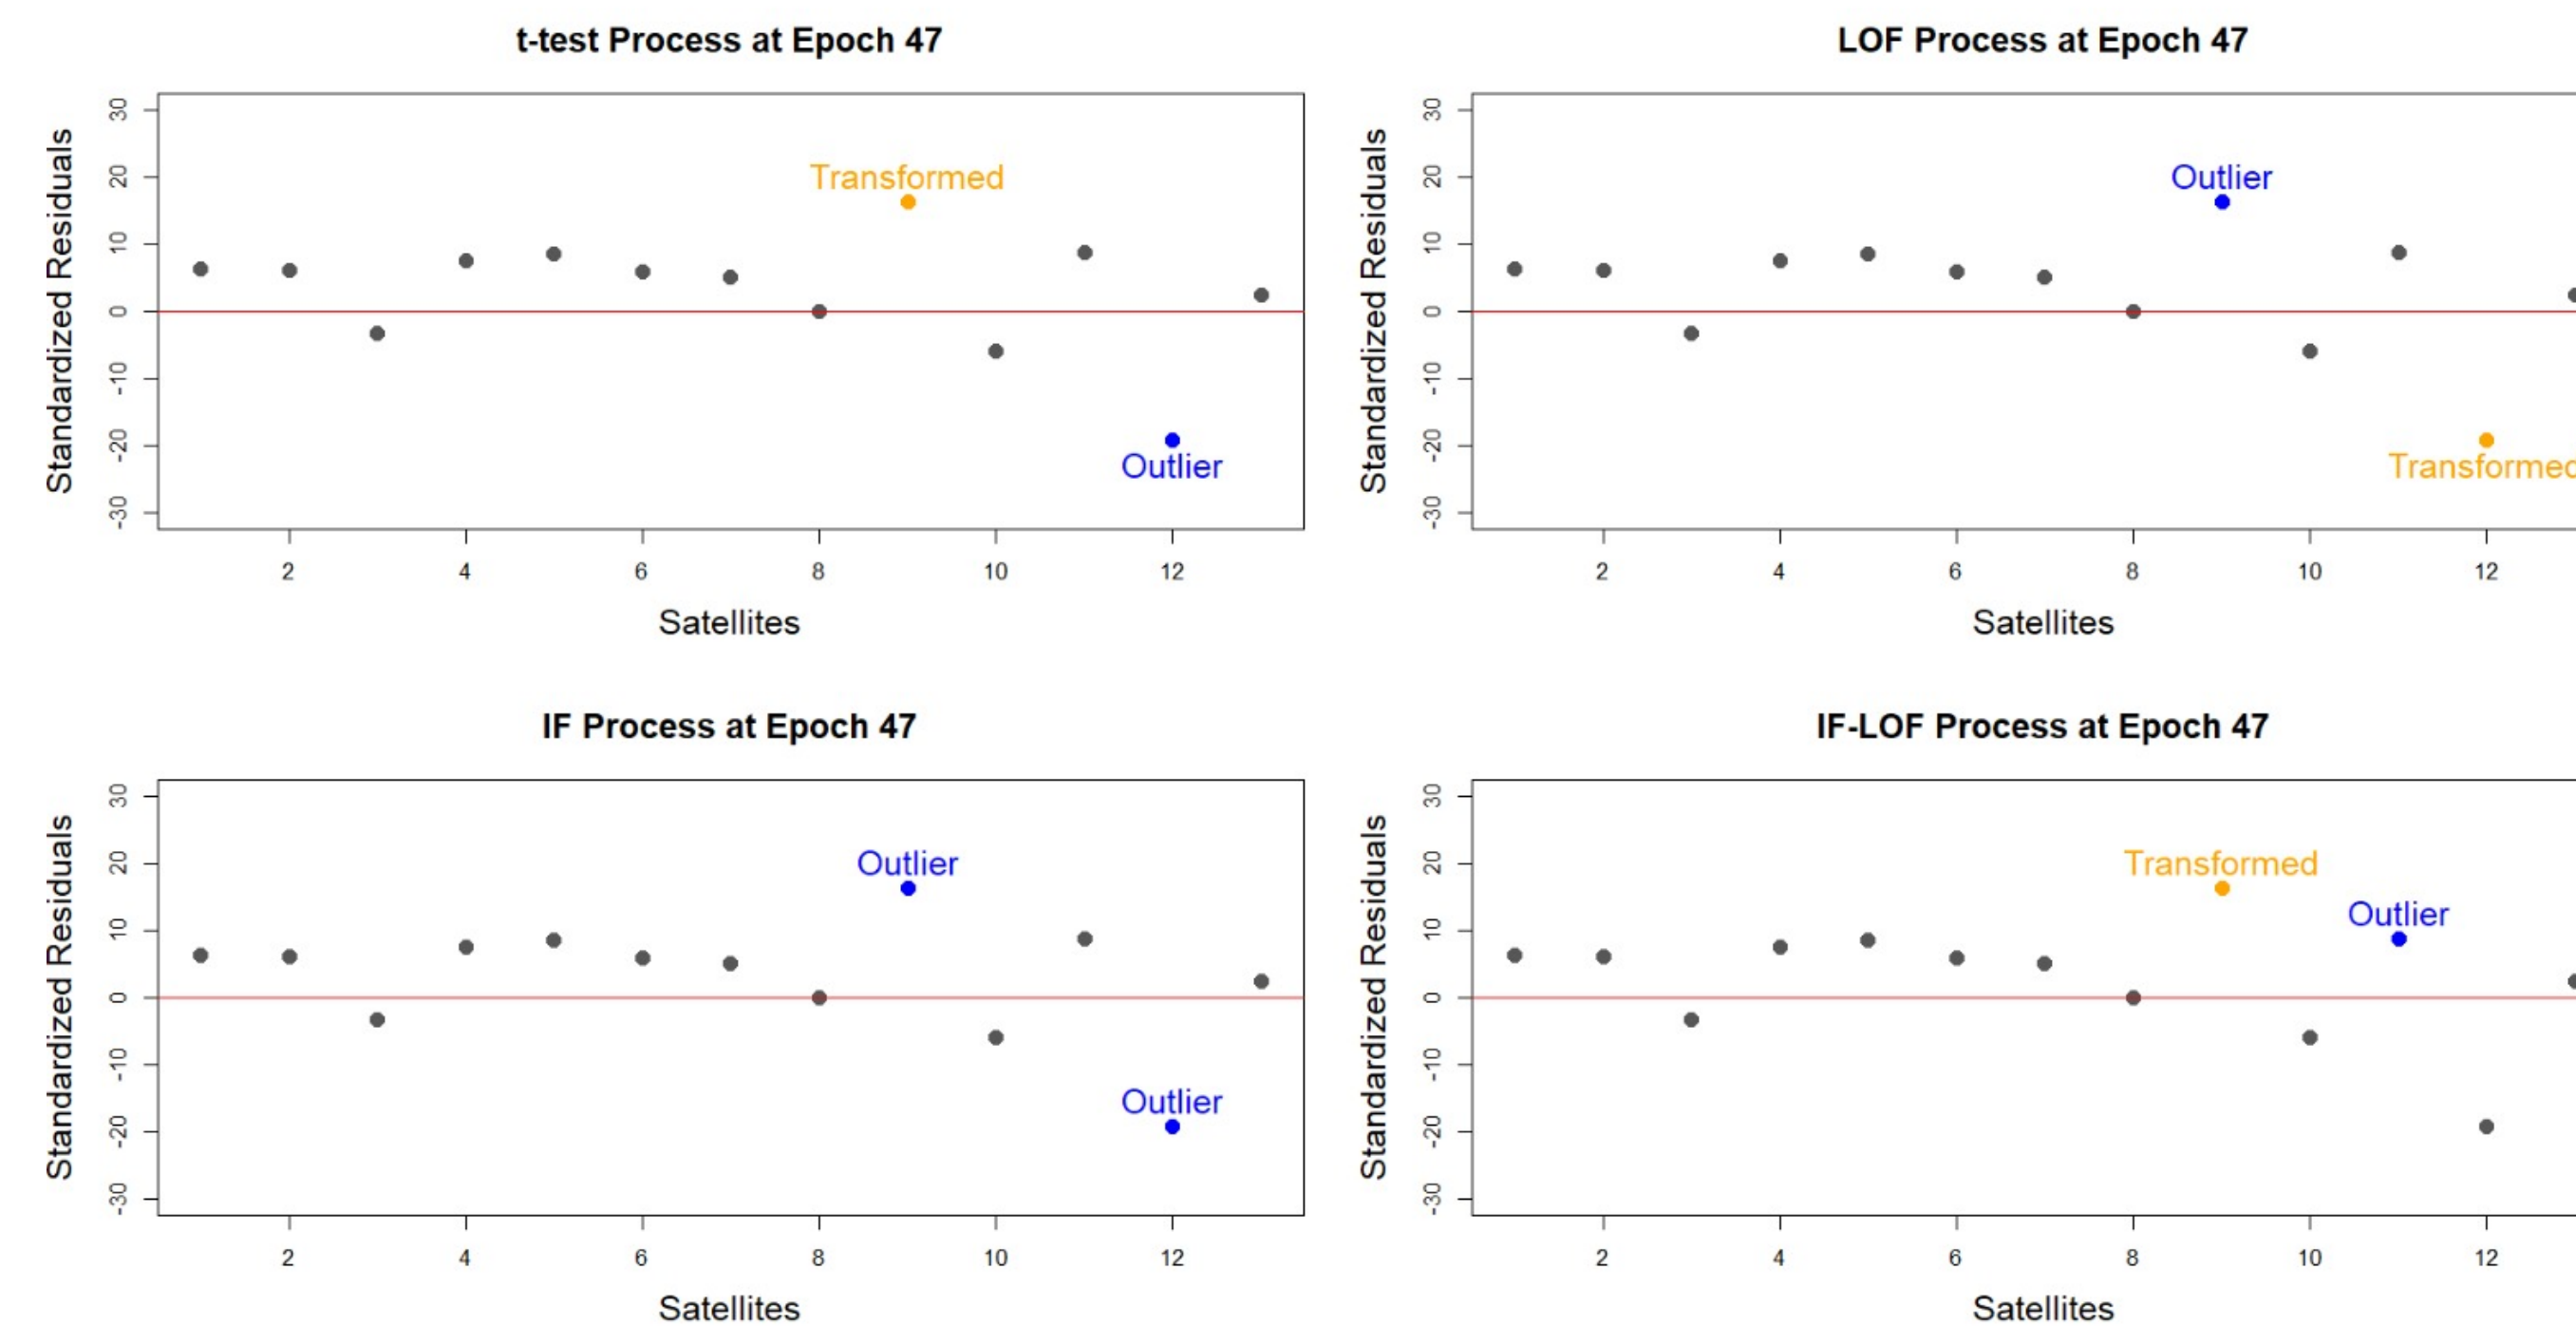 t-test Process at Epoch 47
Standardized Residuals
30
20
10
0
-10
-20
-30
Transformed
Outlier
2 4 6 8 10 12
Satellites
LOF Process at Epoch 47
Standardized Residuals
30
20
10
0
-10
-20
-30
Outlier
Transformed
2 4 6 8 10 12
Satellites
IF Process at Epoch 47
Standardized Residuals
30
20
10
0
-10
-20
-30
Outlier
Outlier
2 4 6 8 10 12
Satellites
IF-LOF Process at Epoch 47
Standardized Residuals
30
20
10
0
-10
-20
-30
Transformed
Outlier
2 4 6 8 10 12
Satellites